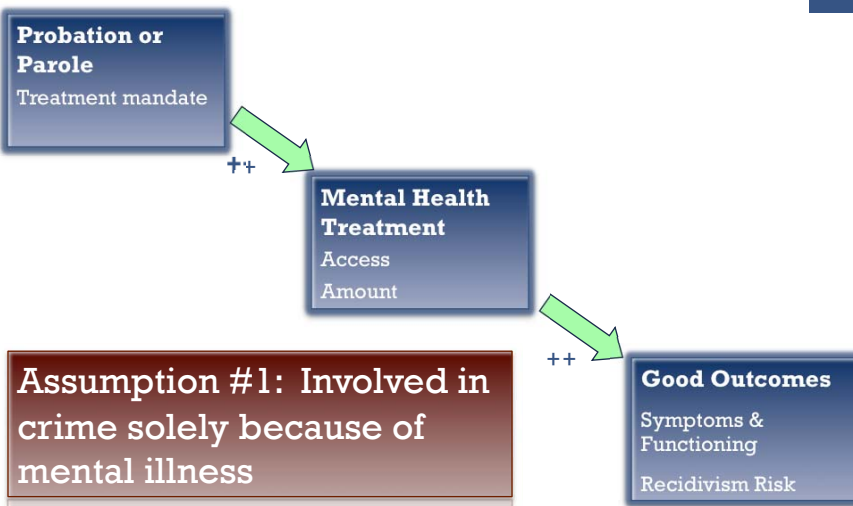 Probation or
Parole
Treatment mandate
++
Mental Health
Treatment
Access
Amount
++
Assumption #1: Involved in
crime solely because of
mental illness
Good Outcomes
Symptoms &
Functioning
Recidivism Risk